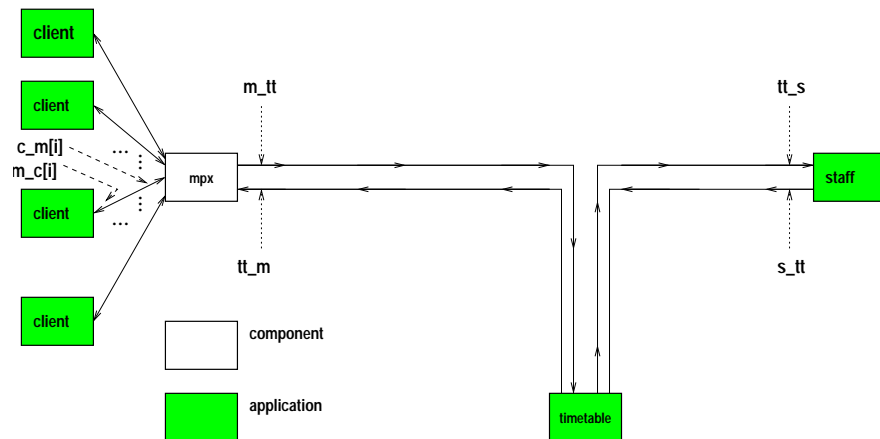 client
client
m_tt
tt_s
... ...
c_m[i]
m_c[i]
mpx
staff
client
...
...
tt_m
s_tt
client
component
application
timetable